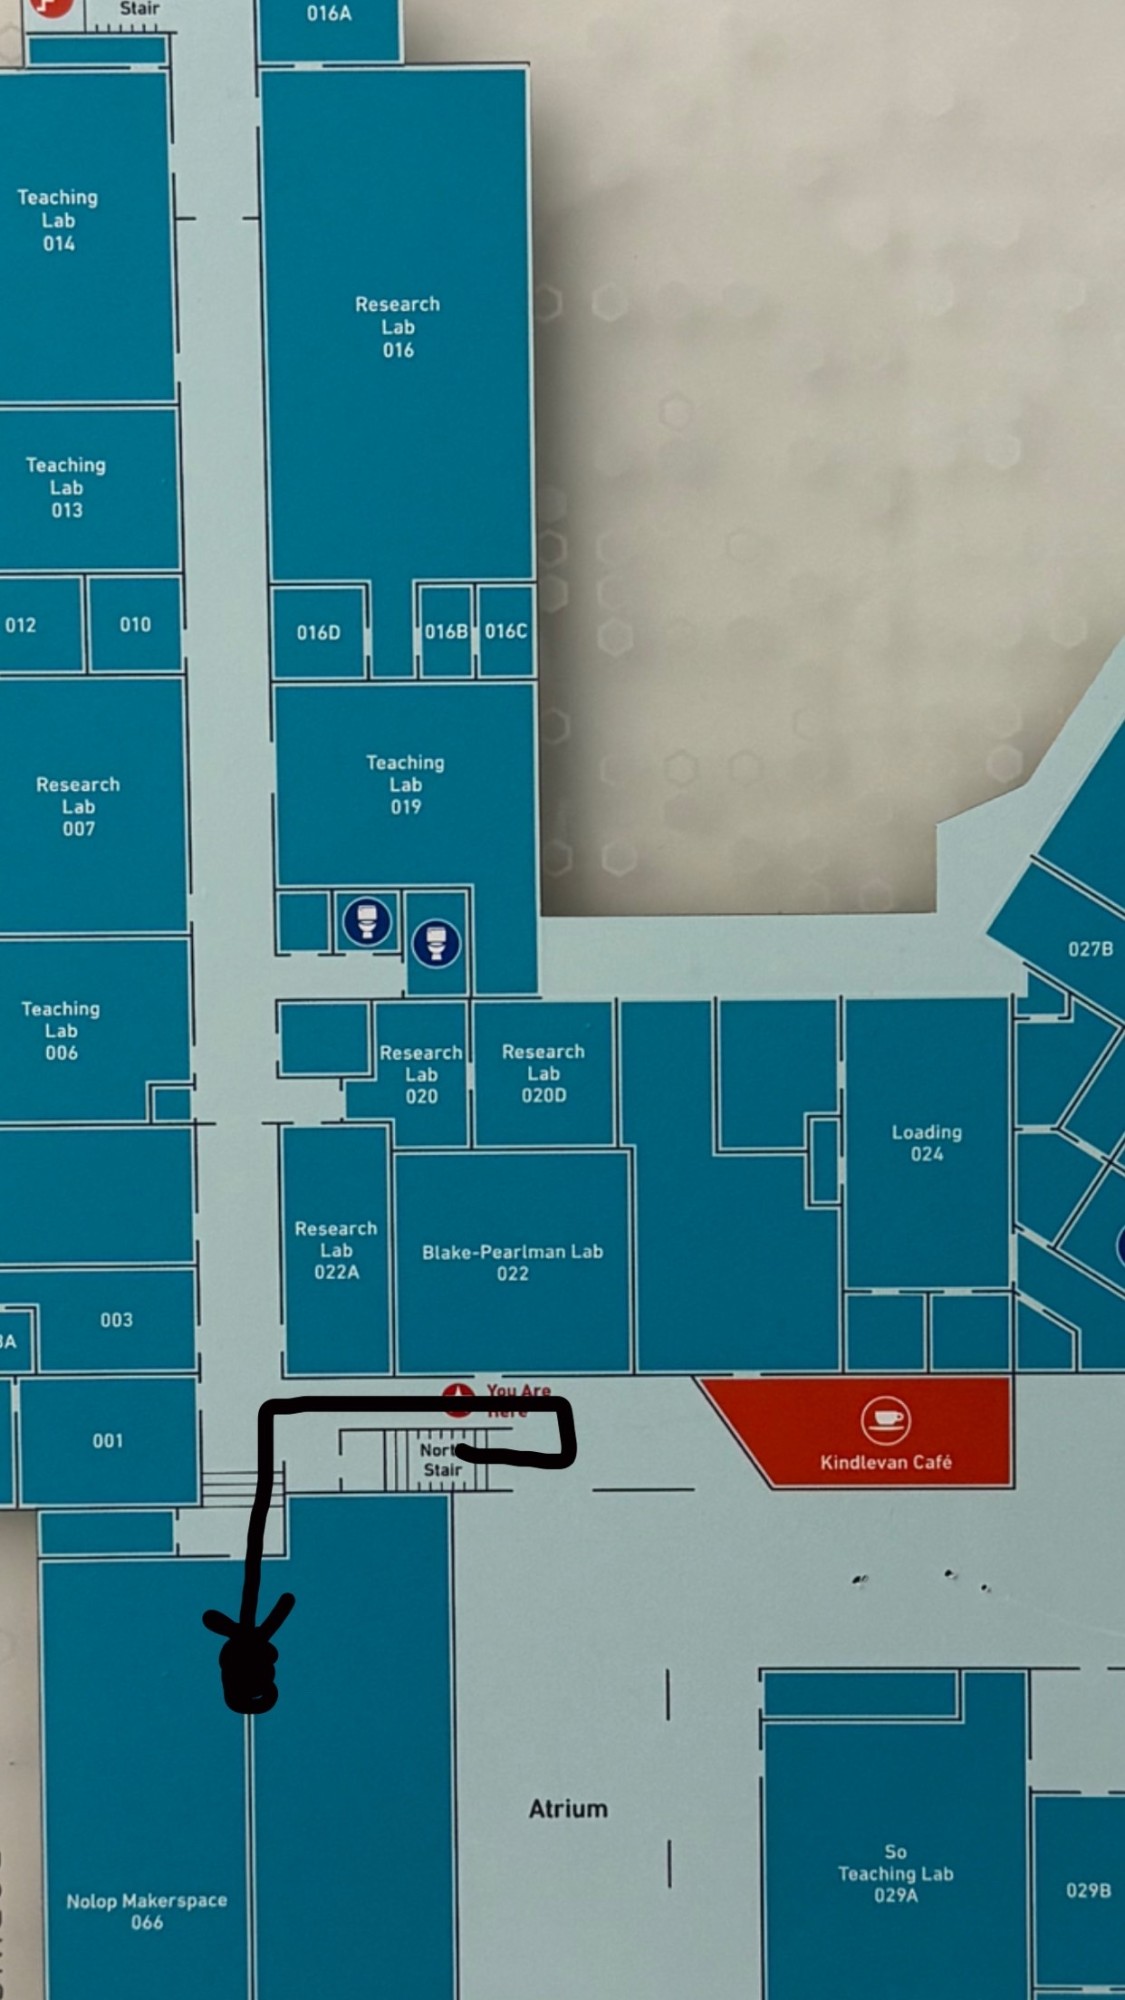 Stair
016A
Teaching
Lab
014
Research
Lab
016
Teaching
Lab
013
012
010
016D
016B
016C
Teaching
Lab
019
Research
Lab
007
027B
Teaching
Lab
006
Research
Lab
020
Research
Lab
020D
Loading
024
Research
Lab
022A
Blake-Pearlman Lab
022
003
001
You Are
Here
North
Stair
Kindlevan Café
Atrium
So
Teaching Lab
029A
029B
Nolop Makerspace
066